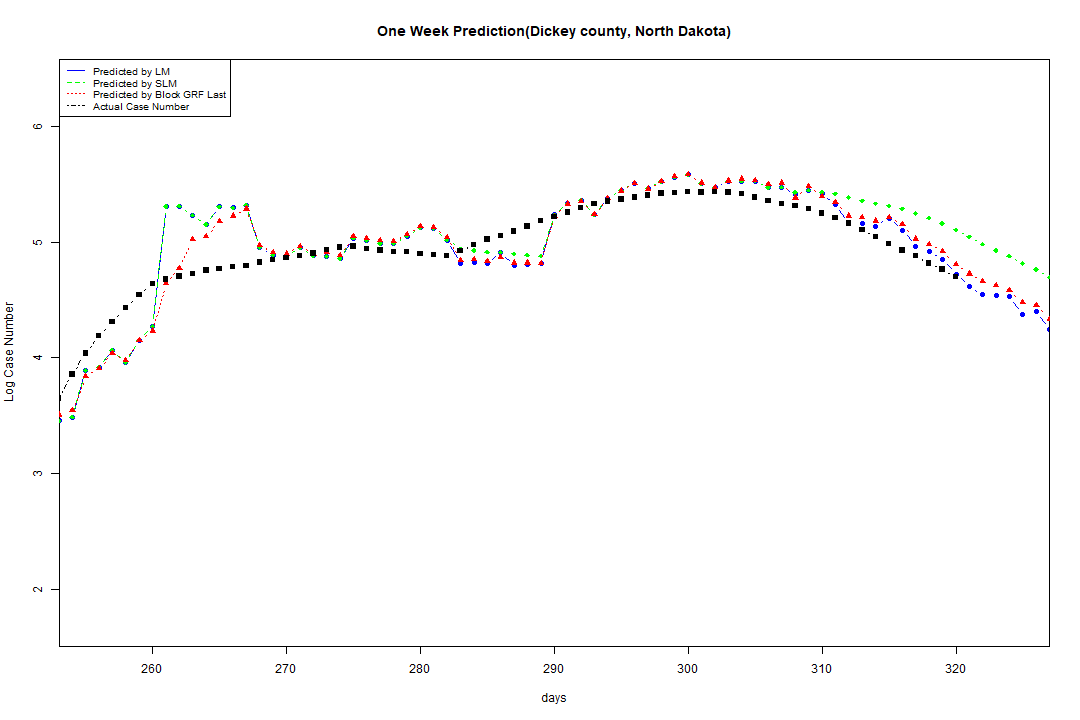 One Week Prediction(Dickey county, North Dakota)
Predicted by LM
Predicted by SLM
Predicted by Block GRF Last
Actual Case Number
6
5
4
3
2
Log Case Number
260 270 280 290 300 310 320
days